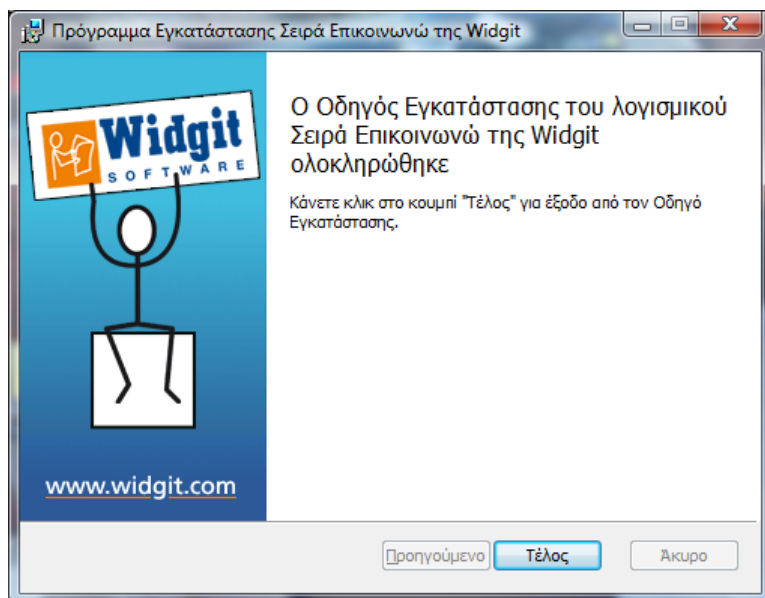 Πρόγραμμα Εγκατάστασης Σειρά Επικοινωνώ της Widgit
Widgit
SOFTWARE
Ο Οδηγός Εγκατάστασης του λογισμικού
Σειρά Επικοινωνώ της Widgit
ολοκληρώθηκε
Κάνετε κλικ στο κουμπί "Τέλος" για έξοδο από τον Οδηγό
Εγκατάστασης.
www.widgit.com
Προηγούμενο Τέλος Άκυρο